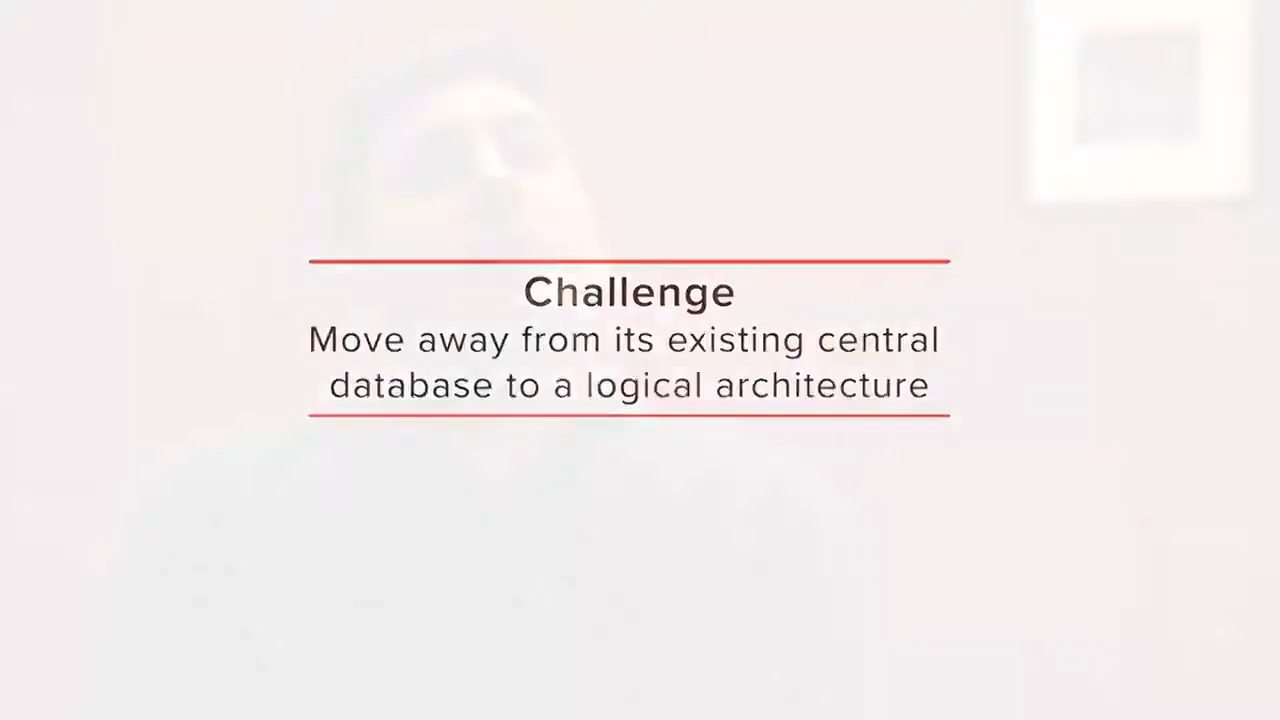 Challenge
Move away from its existing central
database to a logical architecture